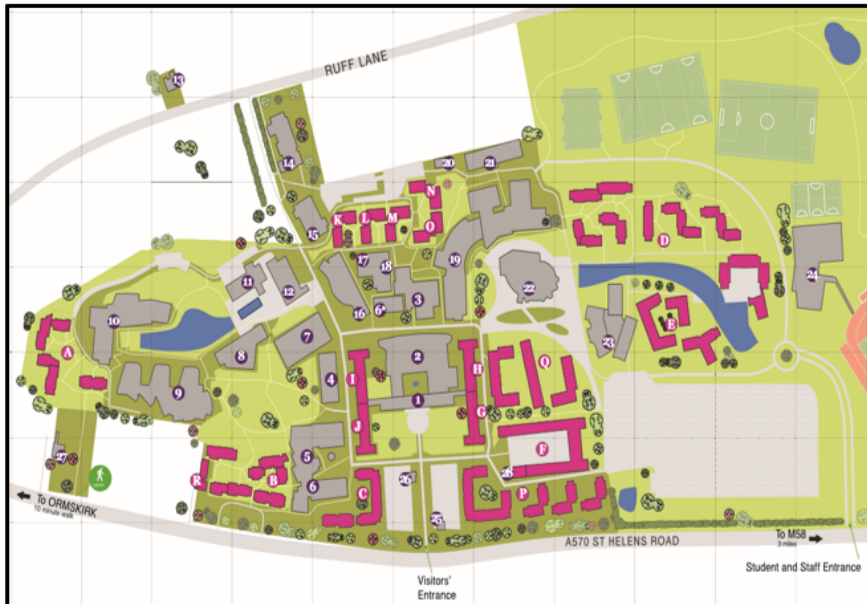 RUFF LANE
13
14
20
21
N
K
L
M
O
15
D
17
18
19
11
12
16
6a
3
22
24
10
23
E
A
8
7
2
4
I
H
Q
9
1
G
J
5
F
27
R
B
6
C
26
28
P
25
To ORMSKIRK
10 minute walk
A570 ST HELENS ROAD
To M58
3 miles
Visitors'
Entrance
Student and Staff Entrance